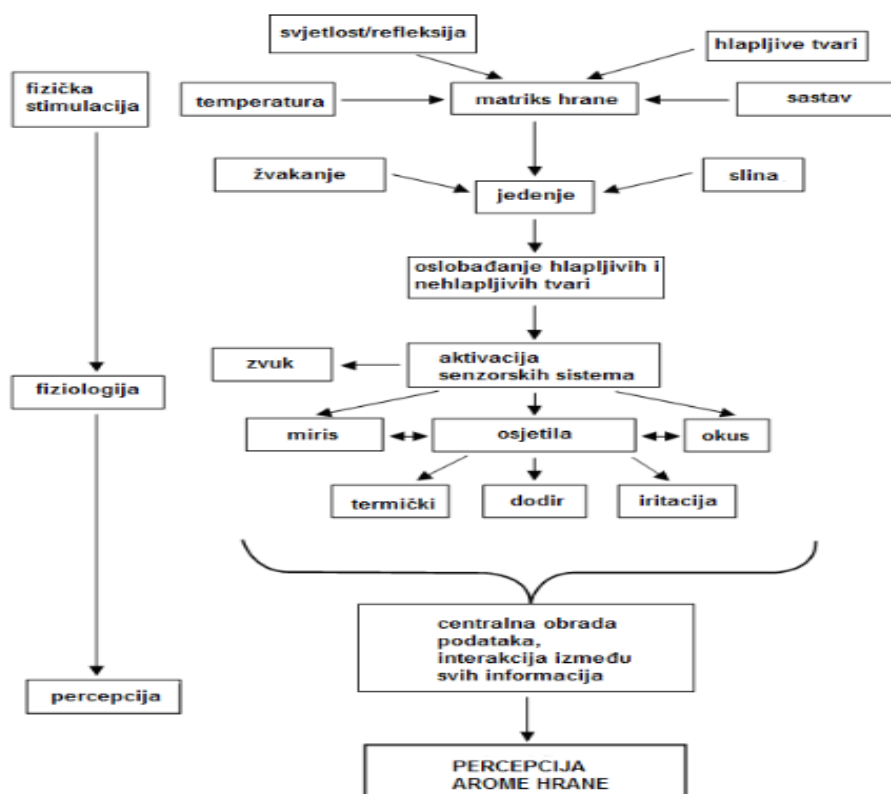 svjetlost/refleksija
hlapljive tvari
fizička
stimulacija
temperatura
matriks hrane
sastav
žvakanje
slina
jedenje
oslobađanje hlapljivih i
nehlapljivih tvari
zvuk
aktivacija
senzorskih sistema
fiziologija
miris
osjetila
okus
termički
dodir
iritacija
centralna obrada
podataka,
interakcija između
svih informacija
percepcija
PERCEPCIJA
AROME HRANE